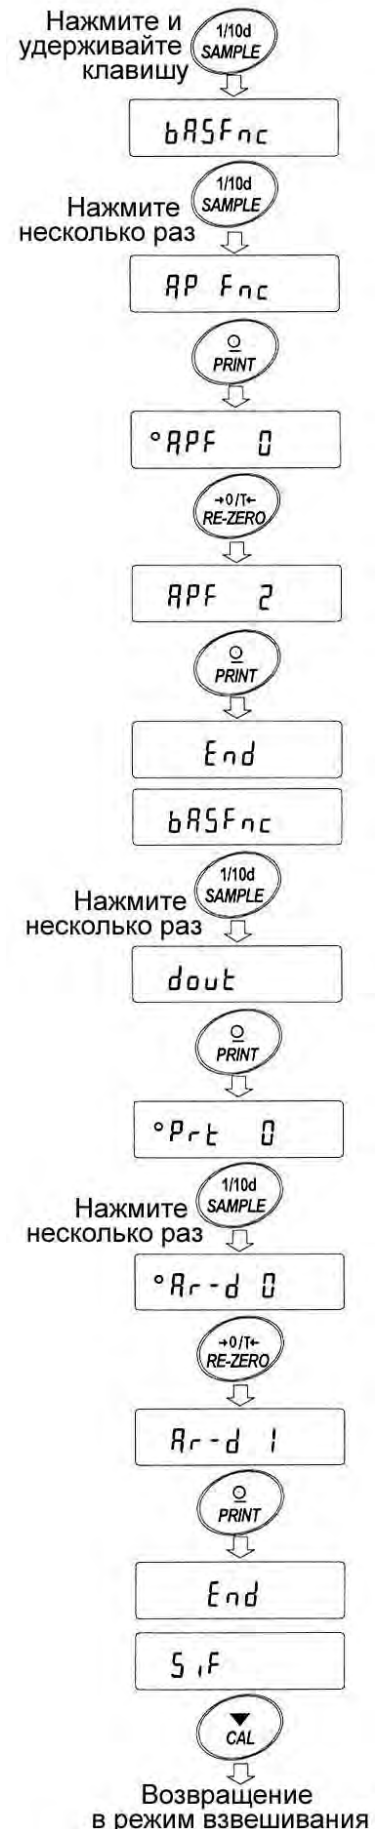 Нажмите и
удерживайте
клавишу
1/10d
SAMPLE
bASFnc
Нажмите
несколько раз
1/10d
SAMPLE
AP Fnc
PRINT
°APF 0
→0/T←
RE-ZERO
APF 2
PRINT
End
bASFnc
Нажмите
несколько раз
1/10d
SAMPLE
dout
PRINT
°Prt 0
Нажмите
несколько раз
1/10d
SAMPLE
°Ar-d 0
→0/T←
RE-ZERO
Ar-d 1
PRINT
End
SiF
CAL
Возвращение
в режим взвешивания